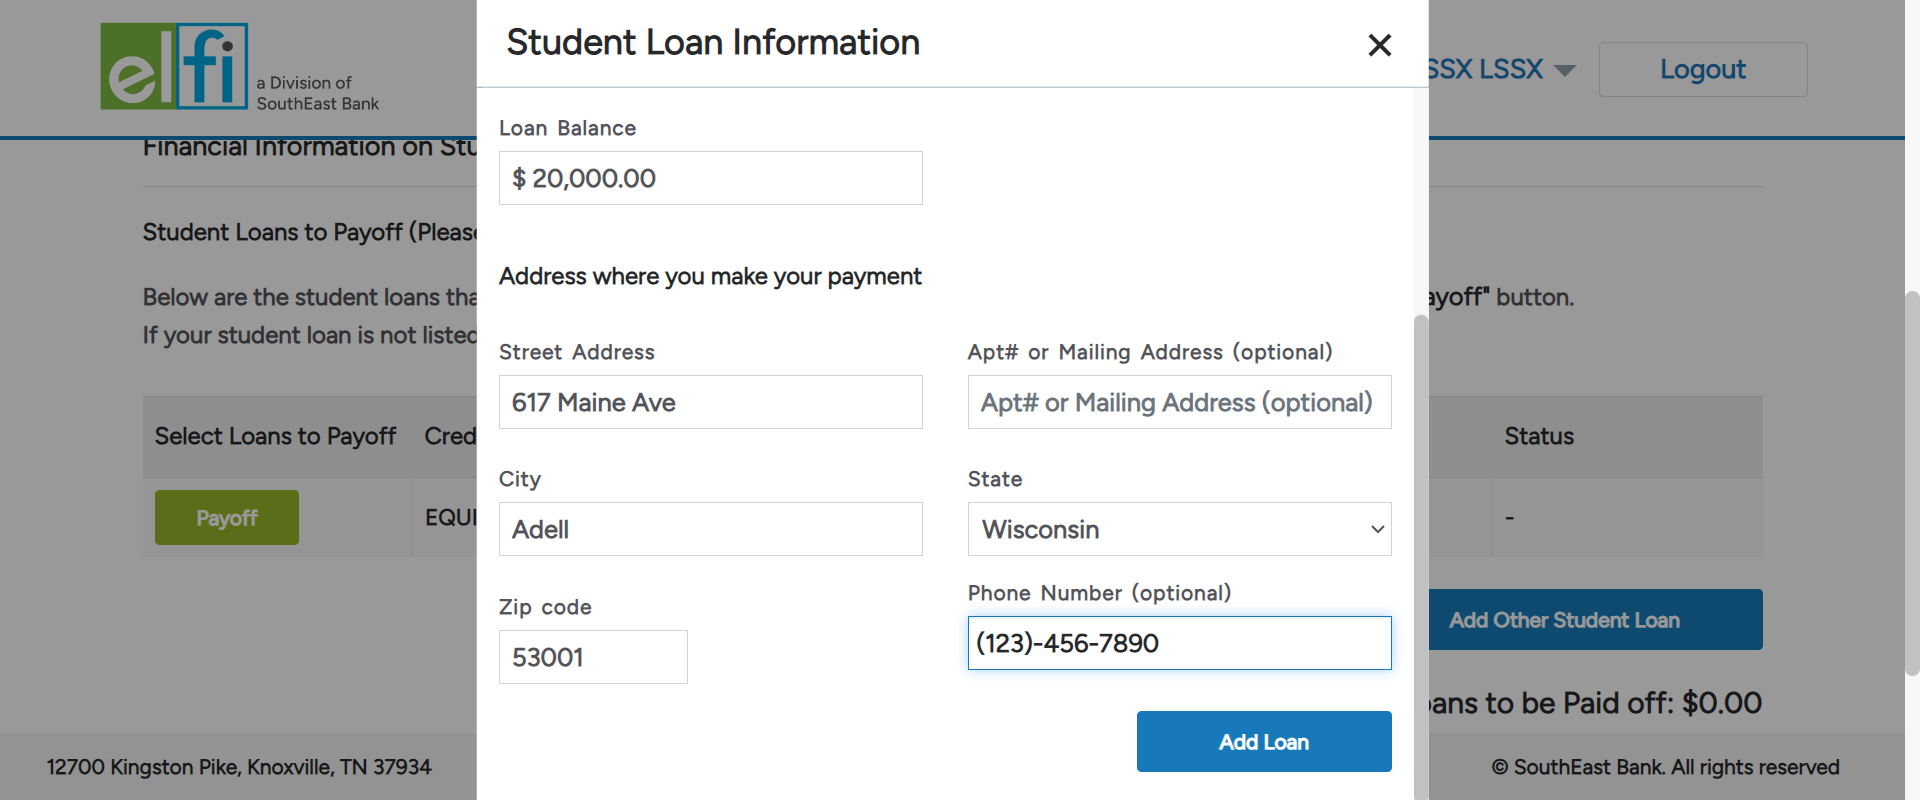 elfi
a Division of
SouthEast Bank
SSX LSSX
Logout
Financial Information on Stu
Student Loans to Payoff (Please
Below are the student loans tha
ayoff" button.
If your student loan is not listed
Select Loans to Payoff
Cred
Status
Payoff
EQUI
-
Add Other Student Loan
ans to be Paid off: $0.00
12700 Kingston Pike, Knoxville, TN 37934
© SouthEast Bank. All rights reserved
Student Loan Information
Loan Balance
$ 20,000.00
Address where you make your payment
Street Address
617 Maine Ave
Apt# or Mailing Address (optional)
Apt# or Mailing Address (optional)
City
Adell
State
Wisconsin
Zip code
53001
Phone Number (optional)
(123)-456-7890
Add Loan